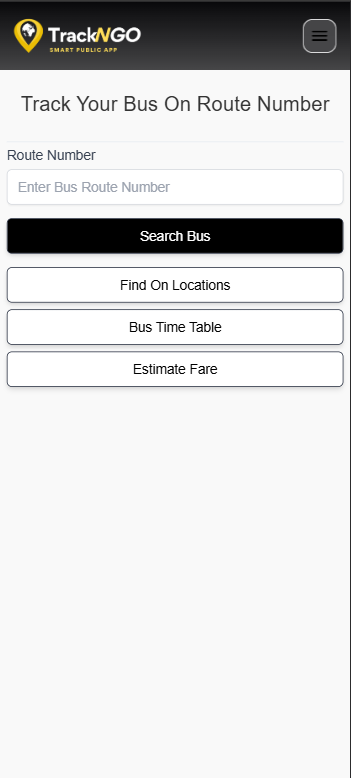 TrackNGO
SMART PUBLIC APP
Track Your Bus On Route Number
Route Number
Enter Bus Route Number
Search Bus
Find On Locations
Bus Time Table
Estimate Fare